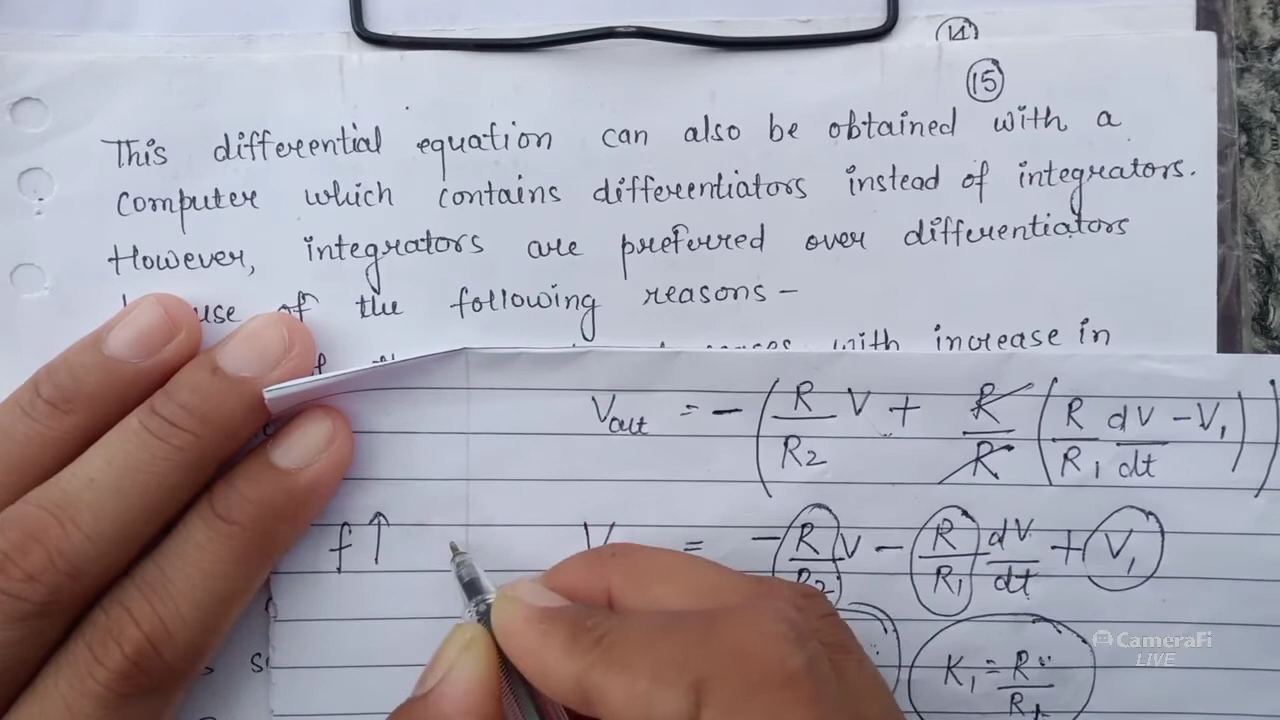 14
15
This differential equation can also be obtained with a
computer which contains differentiators instead of integrators.
However, integrators are preferred over differentiators
of the following reasons –
with increase in
Vout = - ( R/R2 V + R/R ( R/R1 dV/dt - V1 ) )
f↑ V = - R/R2 V - R/R1 dV/dt + V1
K1 = R/R1
CameraFi
LIVE